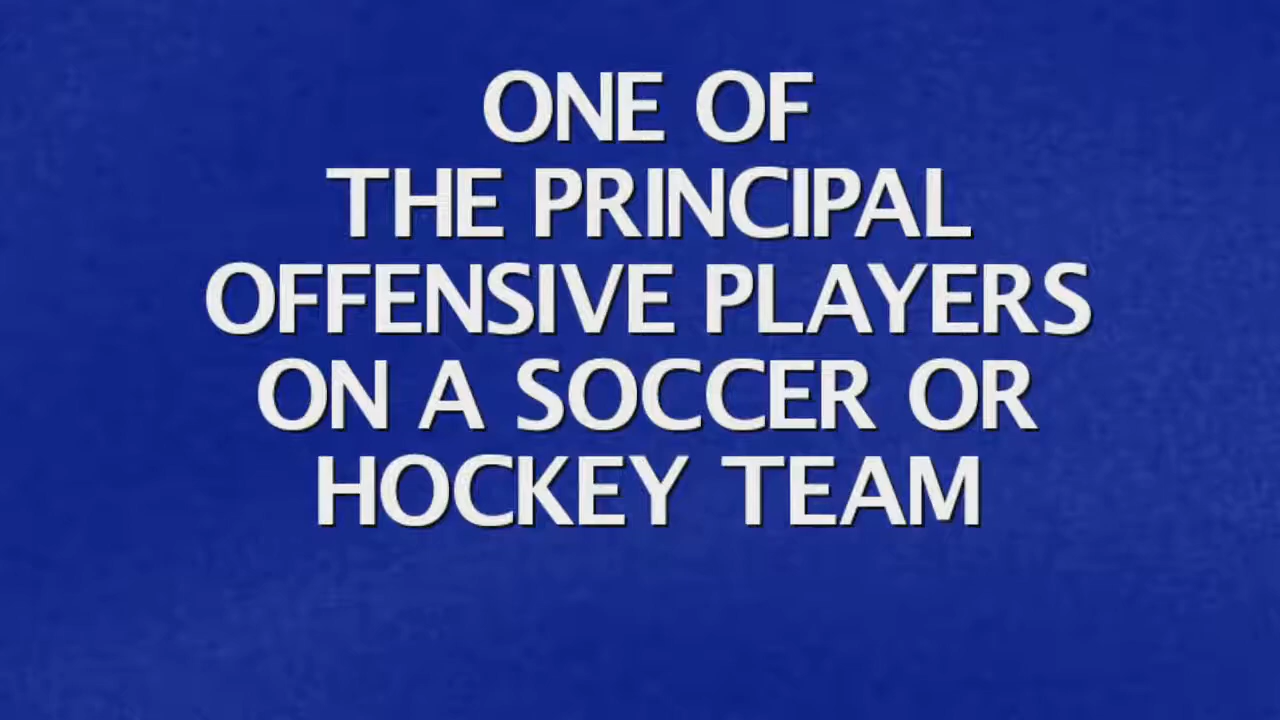 ONE OF
THE PRINCIPAL
OFFENSIVE PLAYERS
ON A SOCCER OR
HOCKEY TEAM